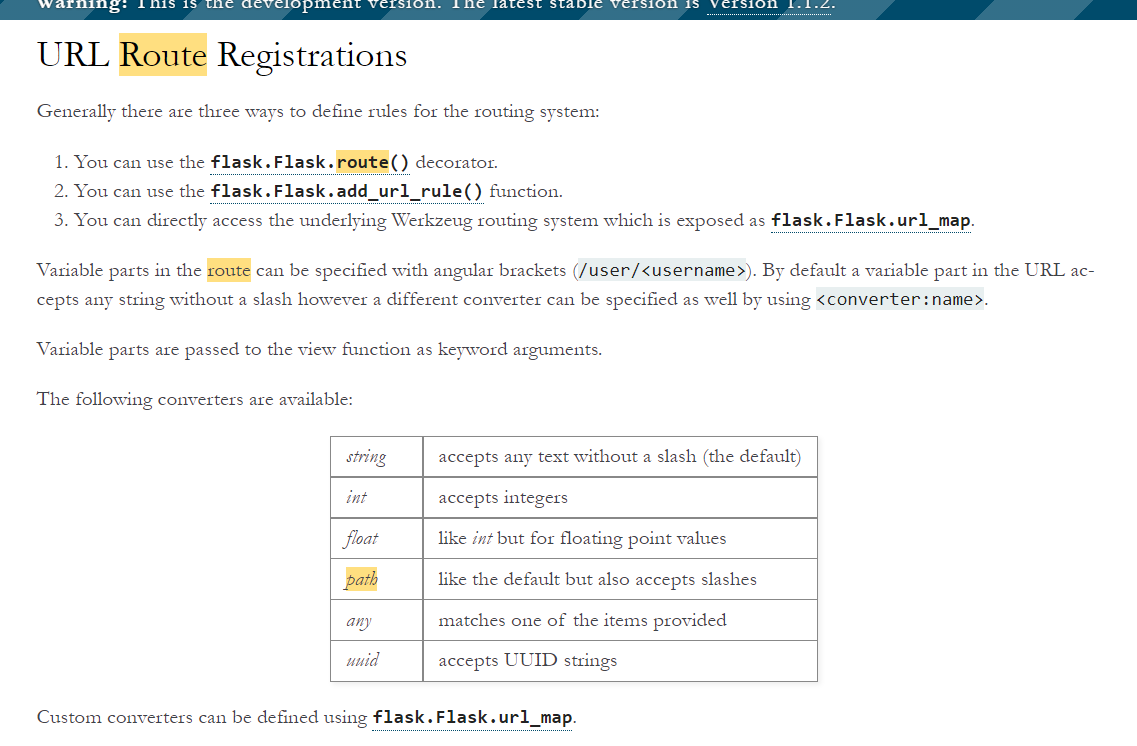 Warning: This is the development version. The latest stable version is Version 1.1.2.
URL Route Registrations
Generally there are three ways to define rules for the routing system:
1. You can use the flask.Flask.route() decorator.
2. You can use the flask.Flask.add_url_rule() function.
3. You can directly access the underlying Werkzeug routing system which is exposed as flask.Flask.url_map.
Variable parts in the route can be specified with angular brackets (/user/<username>). By default a variable part in the URL ac-
cepts any string without a slash however a different converter can be specified as well by using <converter:name>.
Variable parts are passed to the view function as keyword arguments.
The following converters are available:
string accepts any text without a slash (the default)
int accepts integers
float like int but for floating point values
path like the default but also accepts slashes
any matches one of the items provided
uuid accepts UUID strings
Custom converters can be defined using flask.Flask.url_map.